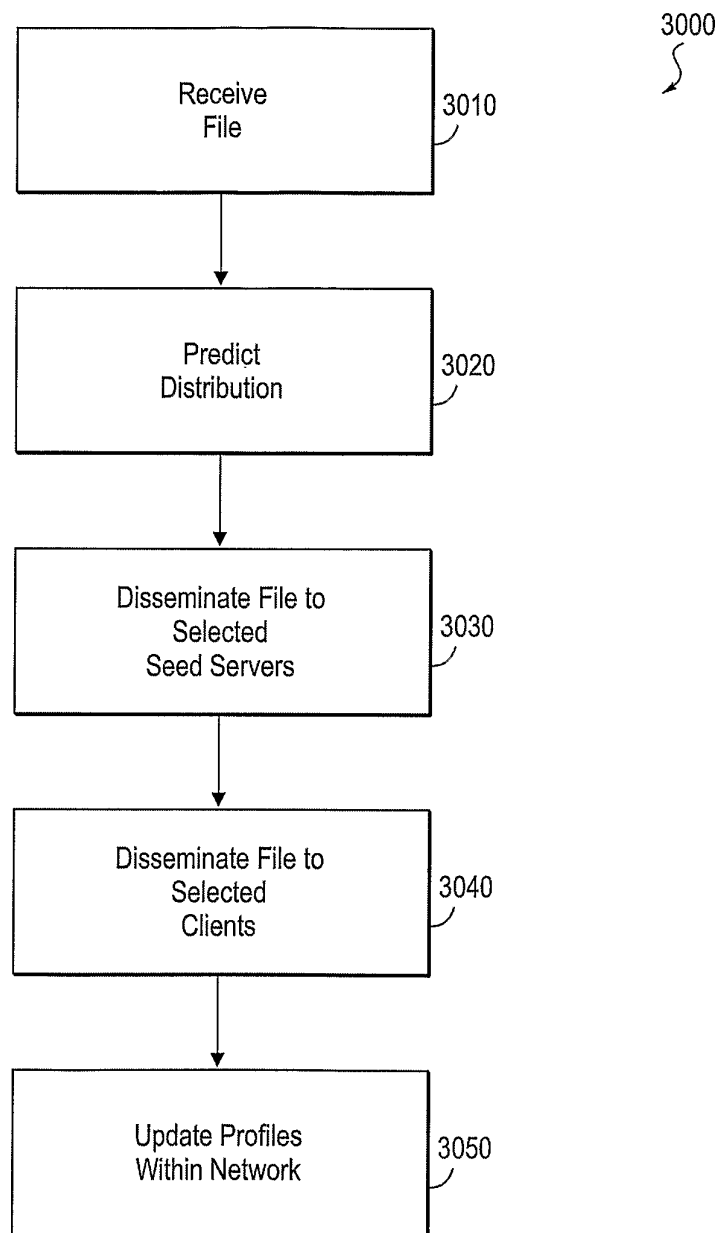 3000
Receive
File
3010
Predict
Distribution
3020
Disseminate File to
Selected
Seed Servers
3030
Disseminate File to
Selected
Clients
3040
Update Profiles
Within Network
3050